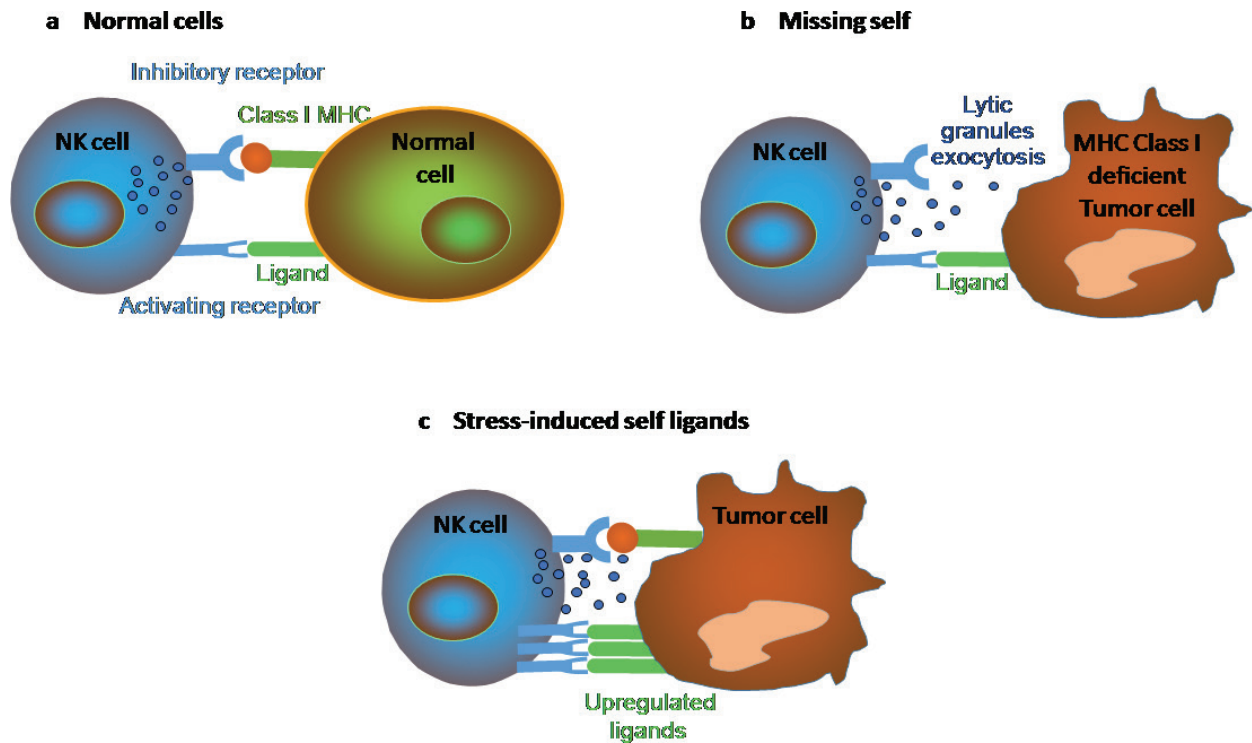 a Normal cells
Inhibitory receptor
Class I MHC
NK cell
Normal
cell
Ligand
Activating receptor
b Missing self
Lytic
granules
exocytosis
NK cell
MHC Class I
deficient
Tumor cell
Ligand
c Stress-induced self ligands
NK cell
Tumor cell
Upregulated
ligands